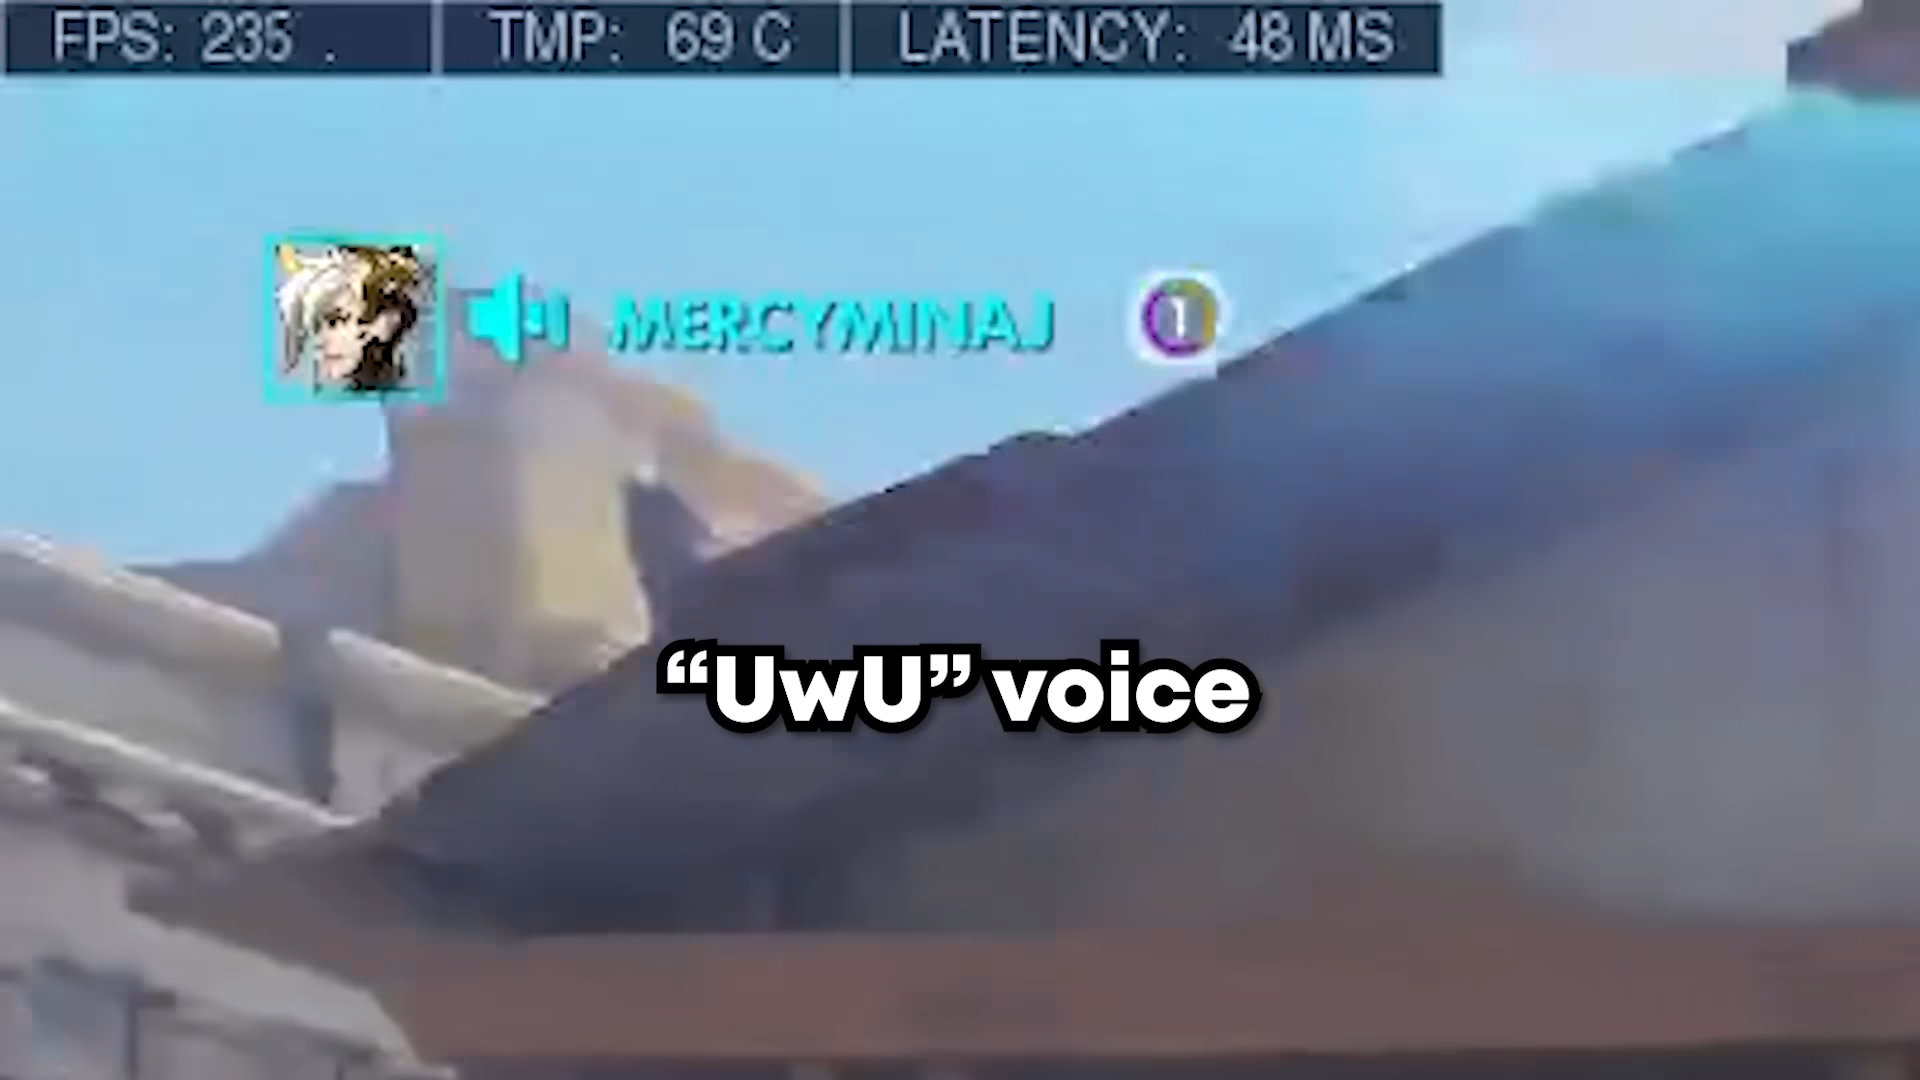 FPS: 235 . TMP: 69 C LATENCY: 48 MS
MERCYMINAJ 1
“UwU” voice